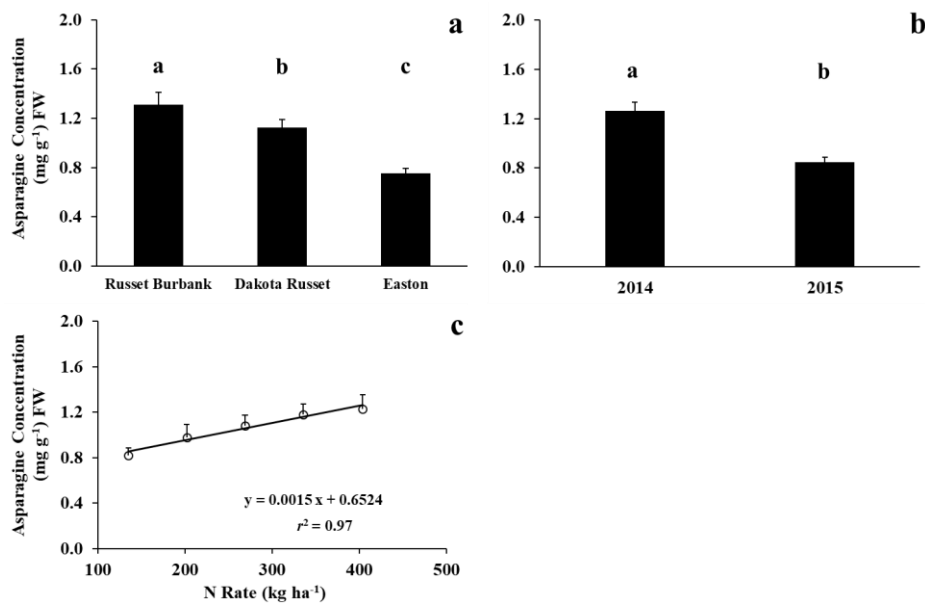 a
Asparagine Concentration
(mg g⁻¹) FW
2.0
1.6
1.2
0.8
0.4
0.0
a
b
c
Russet Burbank
Dakota Russet
Easton
b
2.0
1.6
1.2
0.8
0.4
0.0
a
b
2014
2015
c
Asparagine Concentration
(mg g⁻¹) FW
2.0
1.6
1.2
0.8
0.4
0.0
y = 0.0015 x + 0.6524
r² = 0.97
100
200
300
400
500
N Rate (kg ha⁻¹)